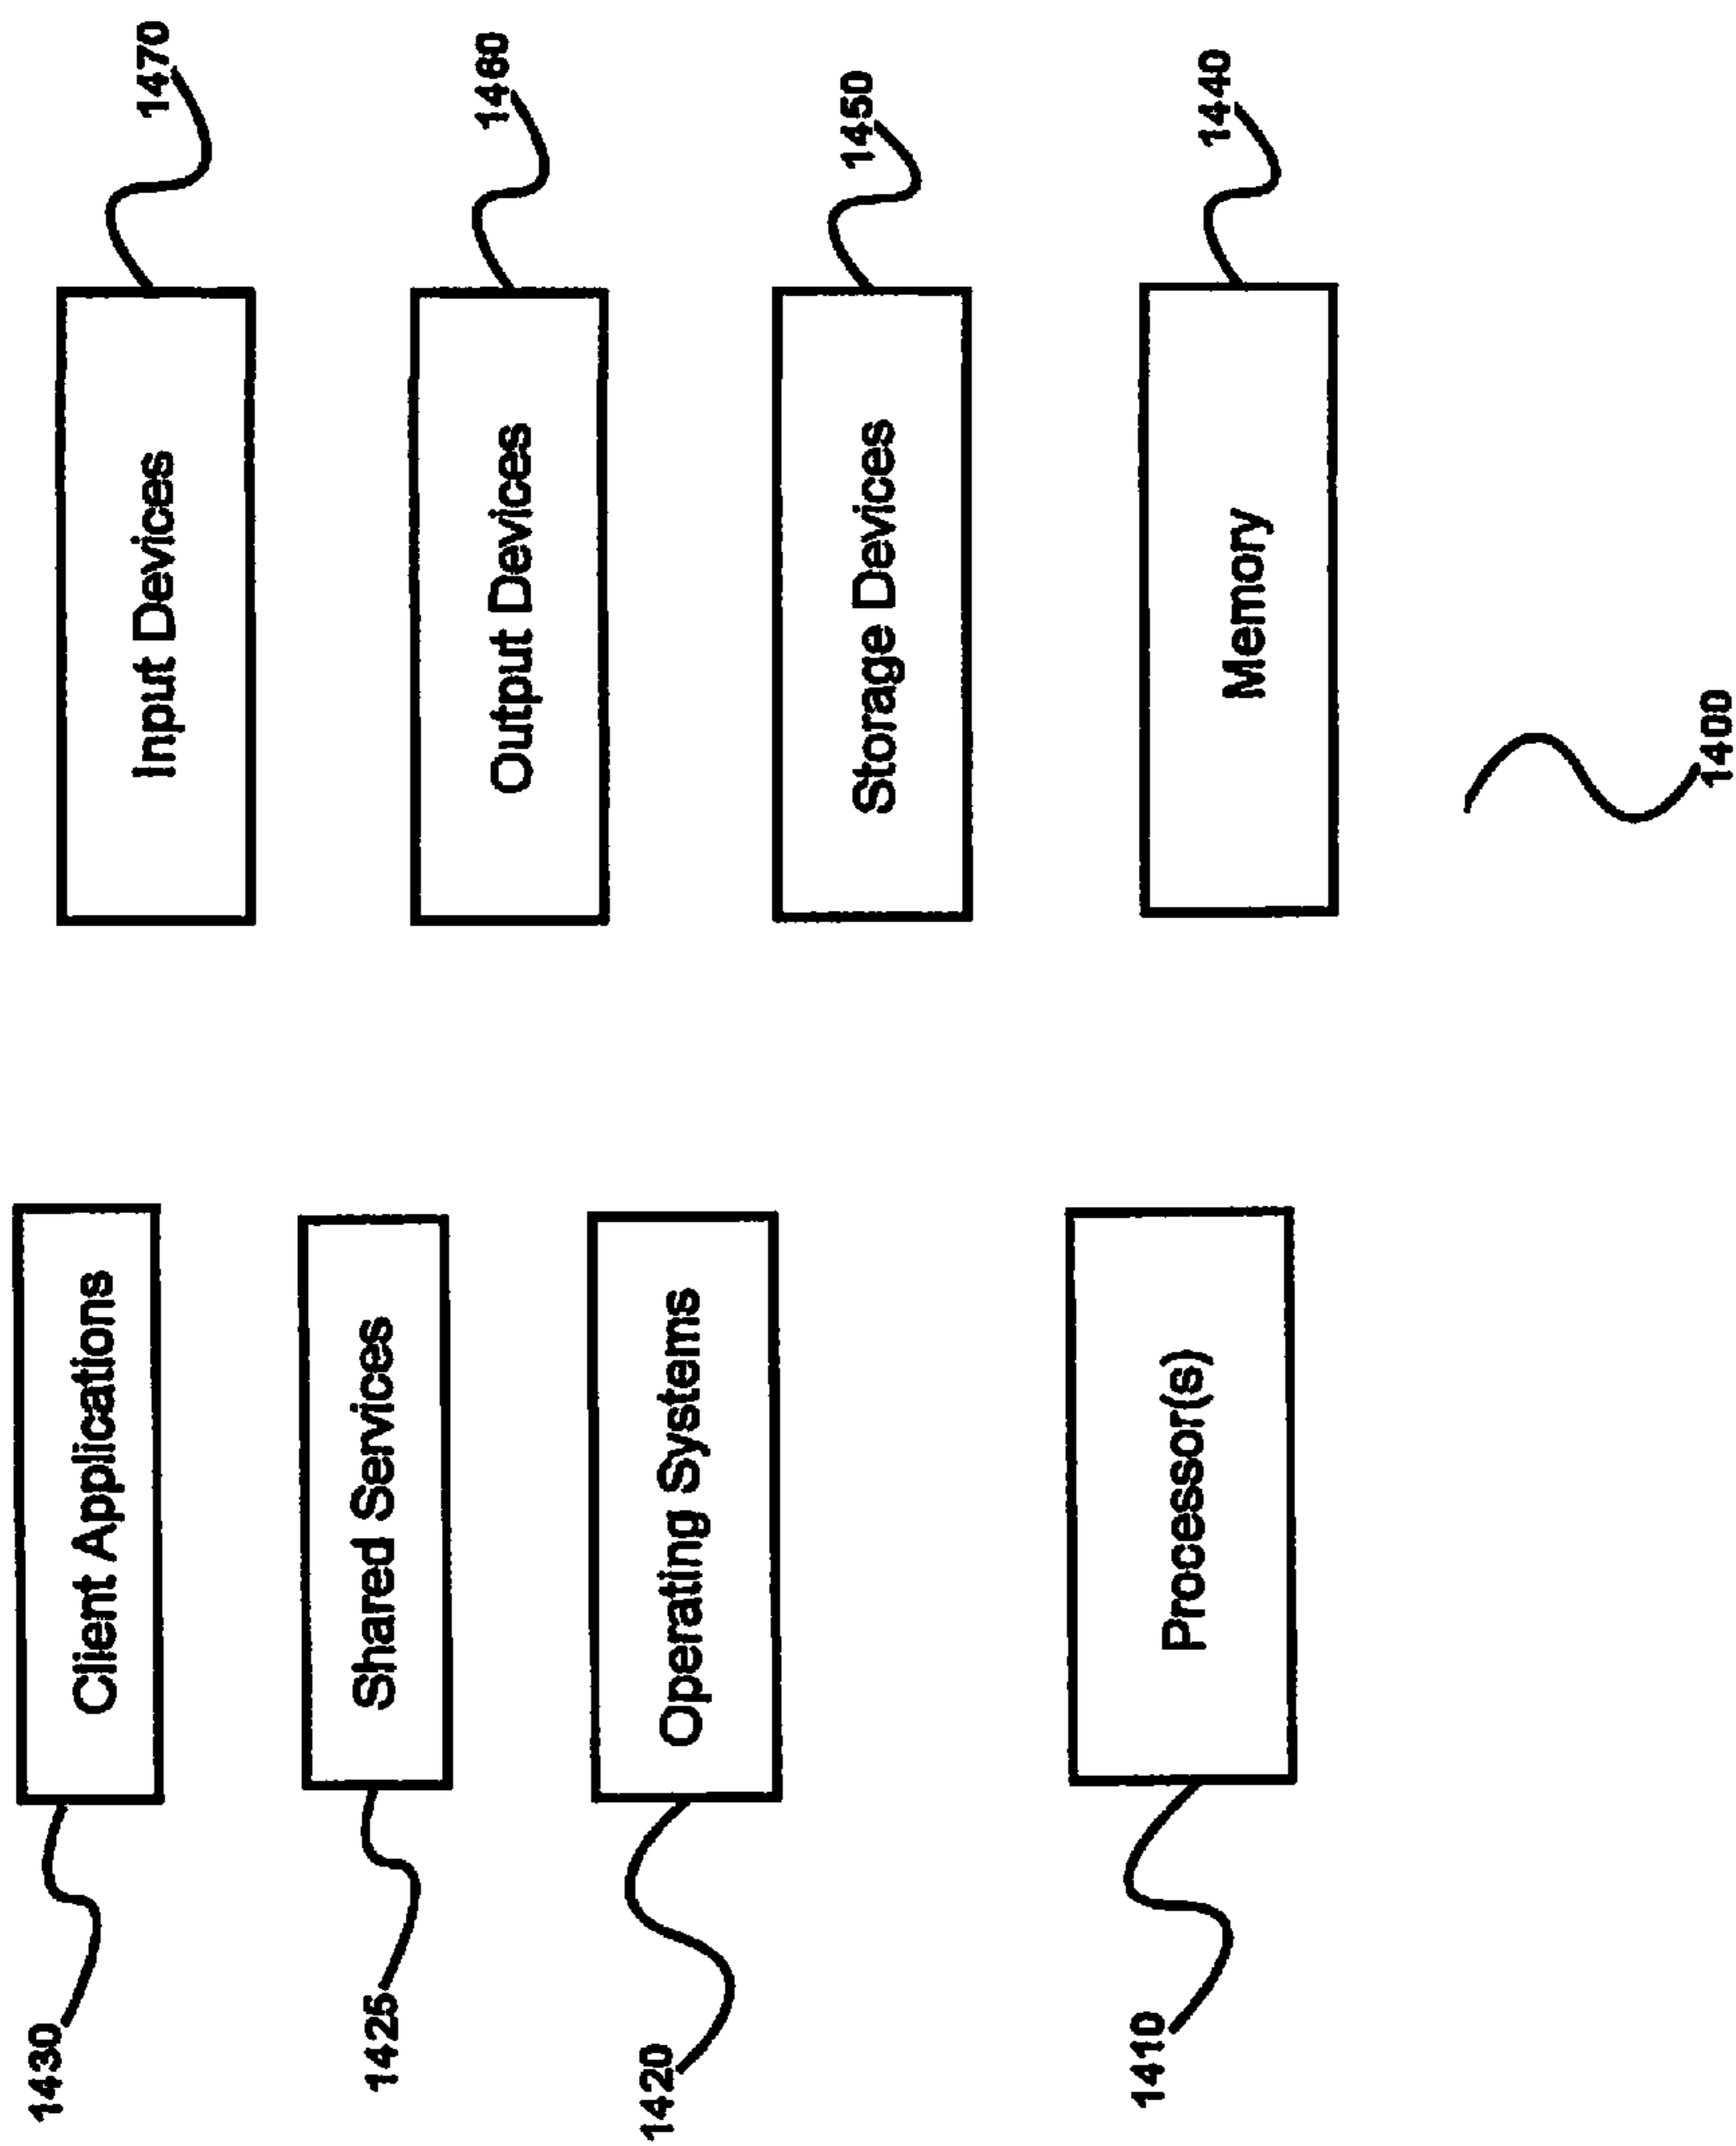 1430
Client Applications
1425
Shared Services
1420
Operating Systems
1410
Processor(s)
Input Devices
1470
Output Devices
1460
Storage Devices
1450
Memory
1440
1400